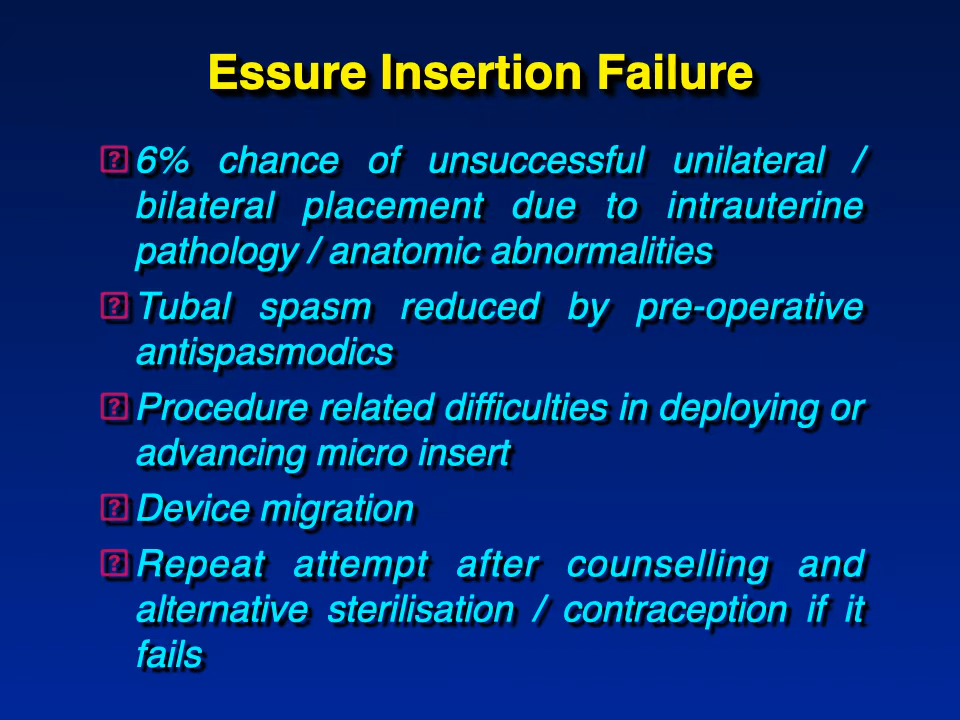 Essure Insertion Failure
6% chance of unsuccessful unilateral /
bilateral placement due to intrauterine
pathology / anatomic abnormalities
Tubal spasm reduced by pre-operative
antispasmodics
Procedure related difficulties in deploying or
advancing micro insert
Device migration
Repeat attempt after counselling and
alternative sterilisation / contraception if it
fails